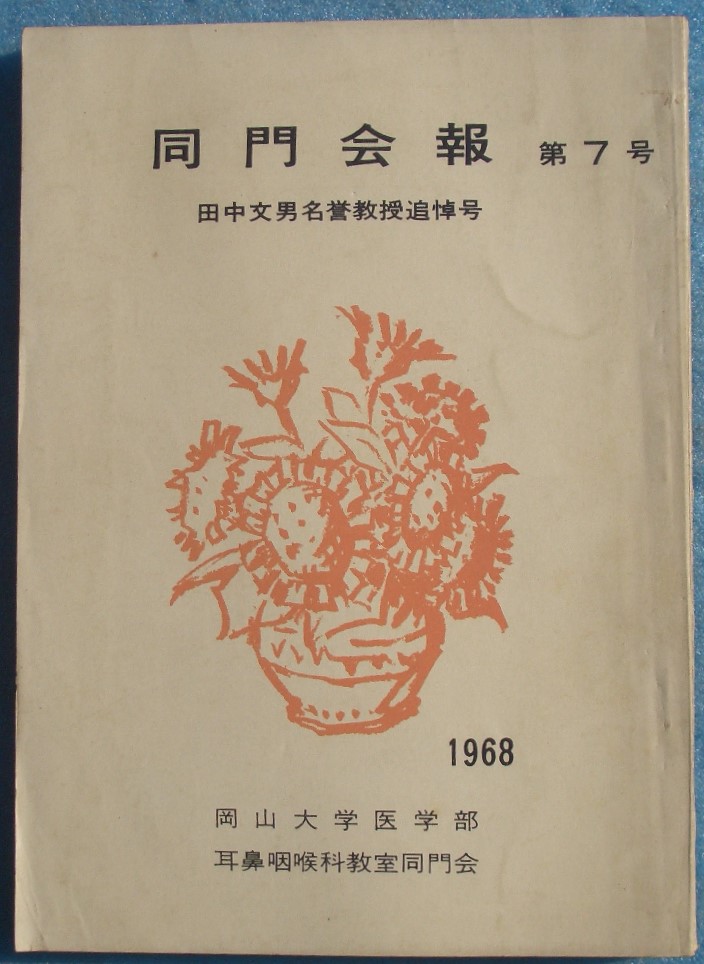 同門会報 第7号
田中文男名誉教授追悼号
1968
岡山大学医学部
耳鼻咽喉科教室同門会